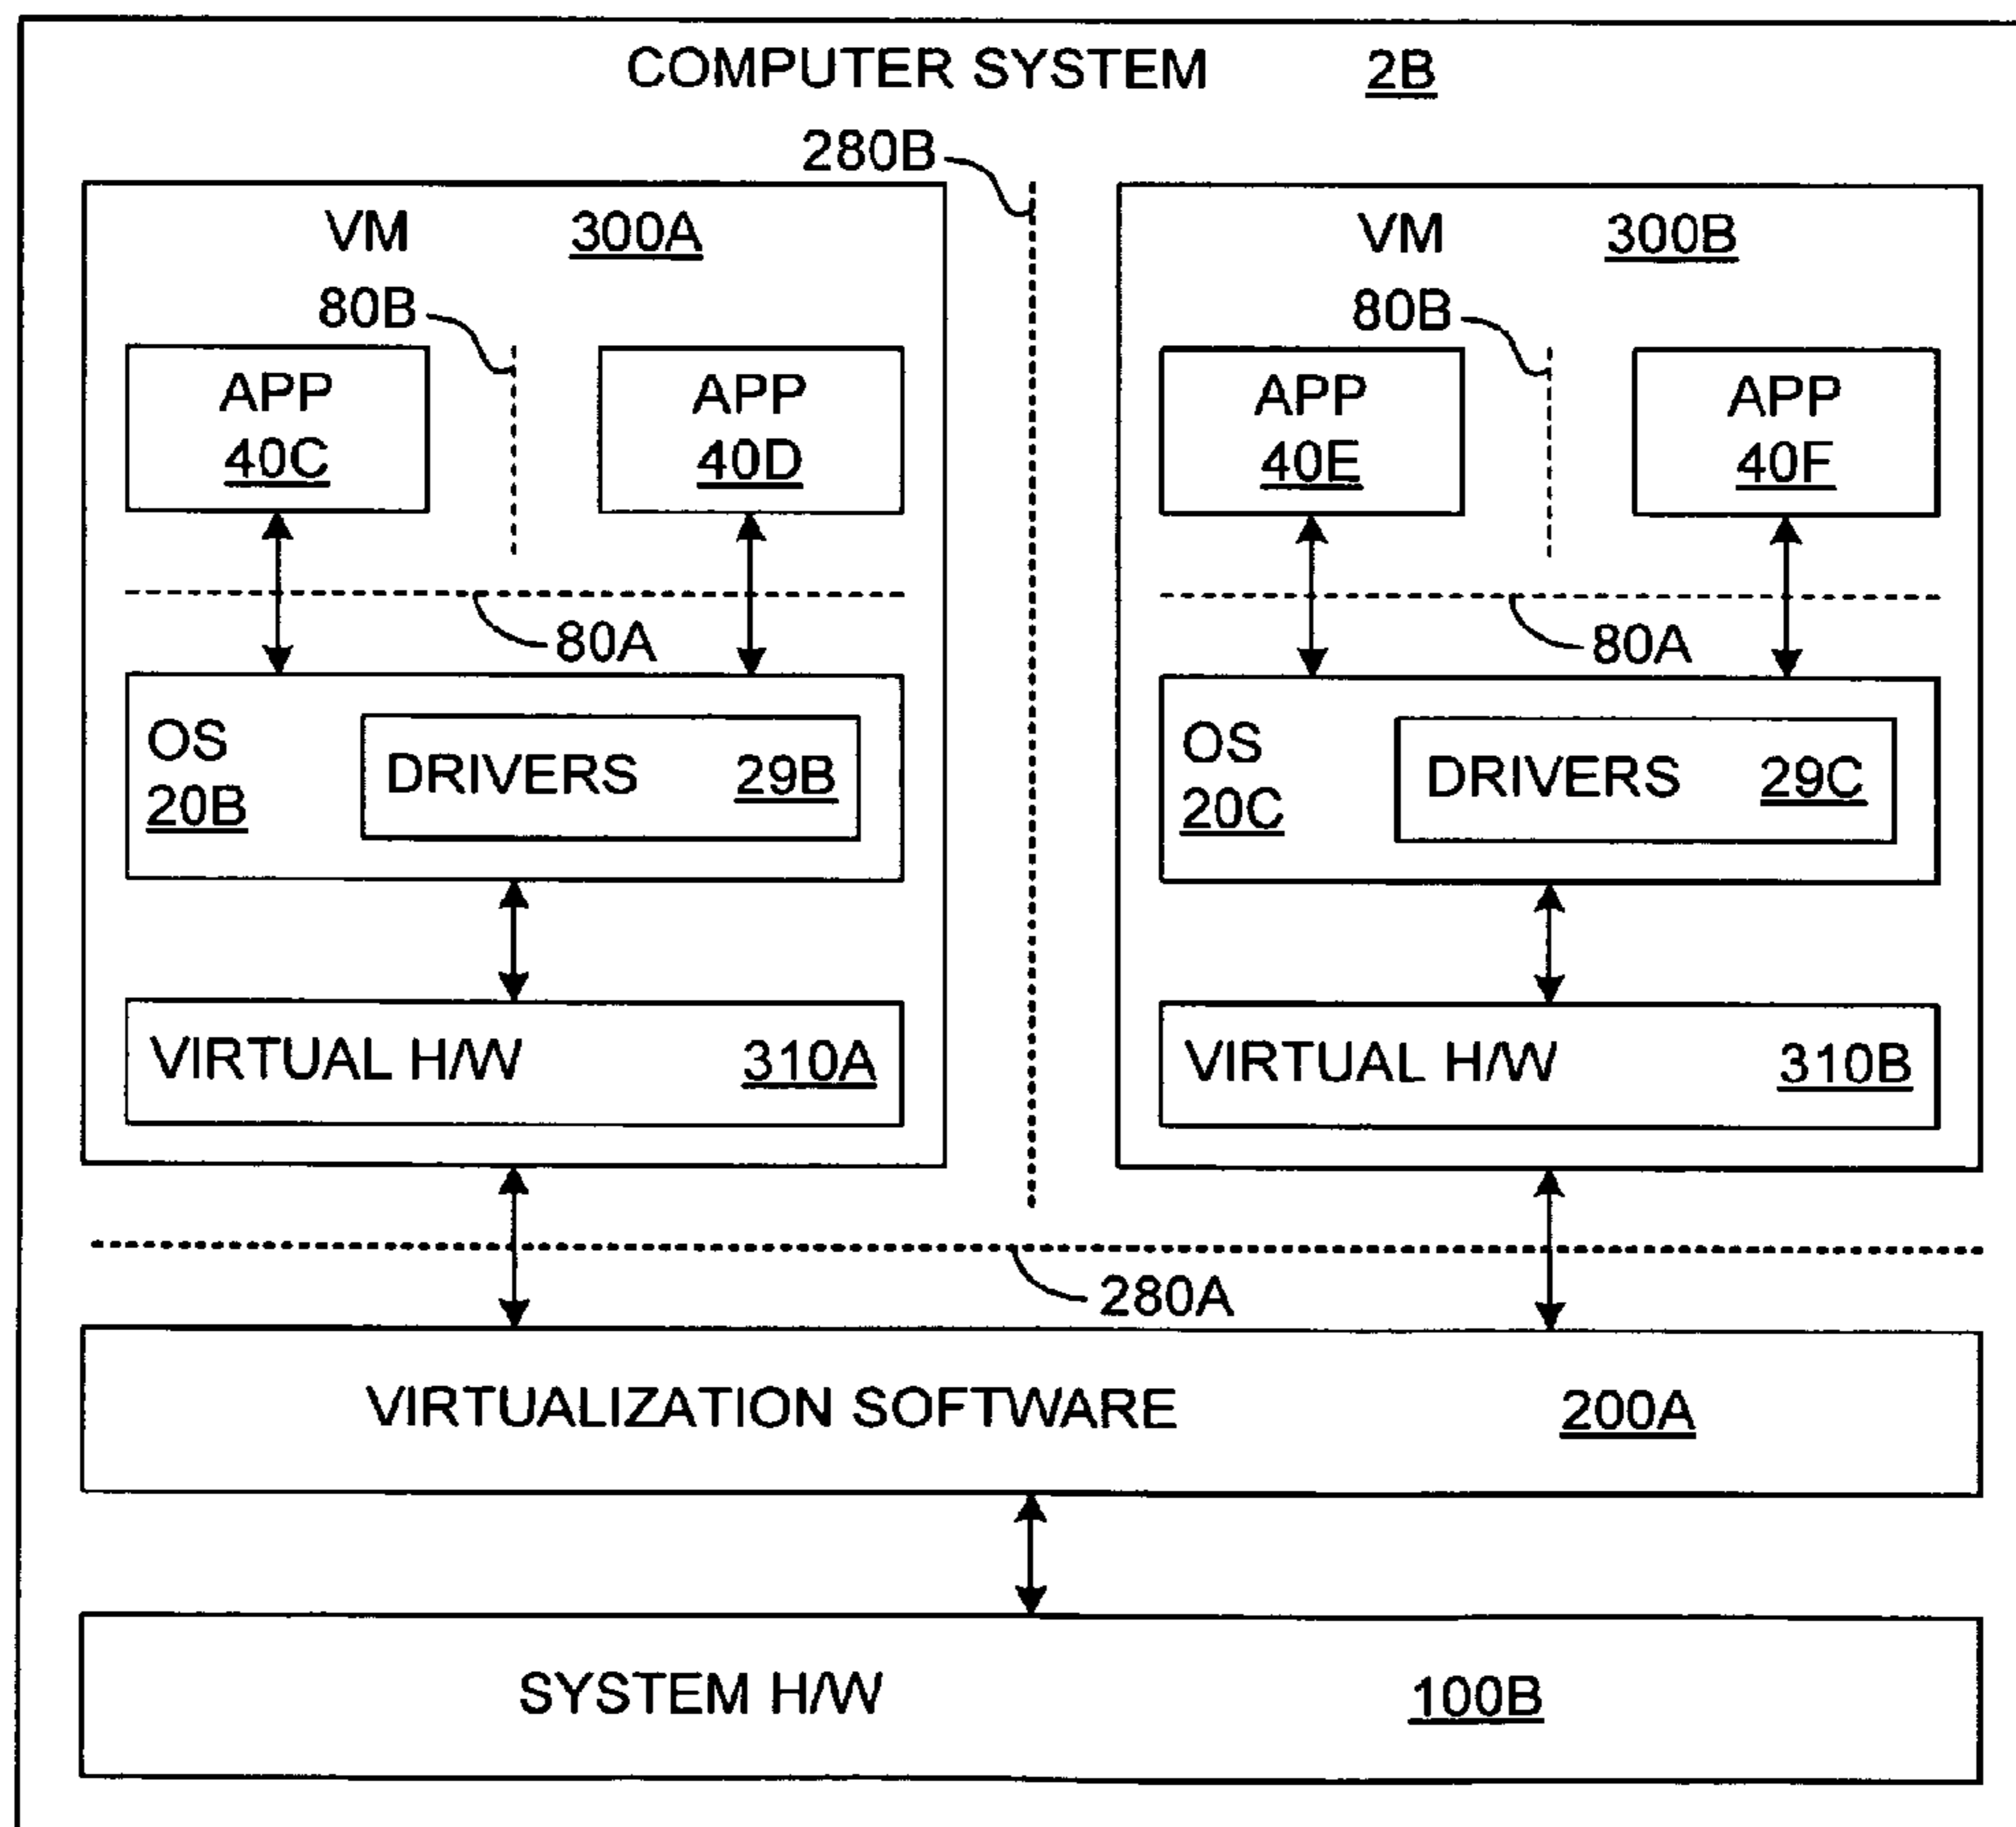 COMPUTER SYSTEM 2B
280B
VM 300A
80B
APP
40C
APP
40D
80A
OS
20B
DRIVERS 29B
VIRTUAL H/W 310A
VM 300B
80B
APP
40E
APP
40F
80A
OS
20C
DRIVERS 29C
VIRTUAL H/W 310B
280A
VIRTUALIZATION SOFTWARE 200A
SYSTEM H/W 100B